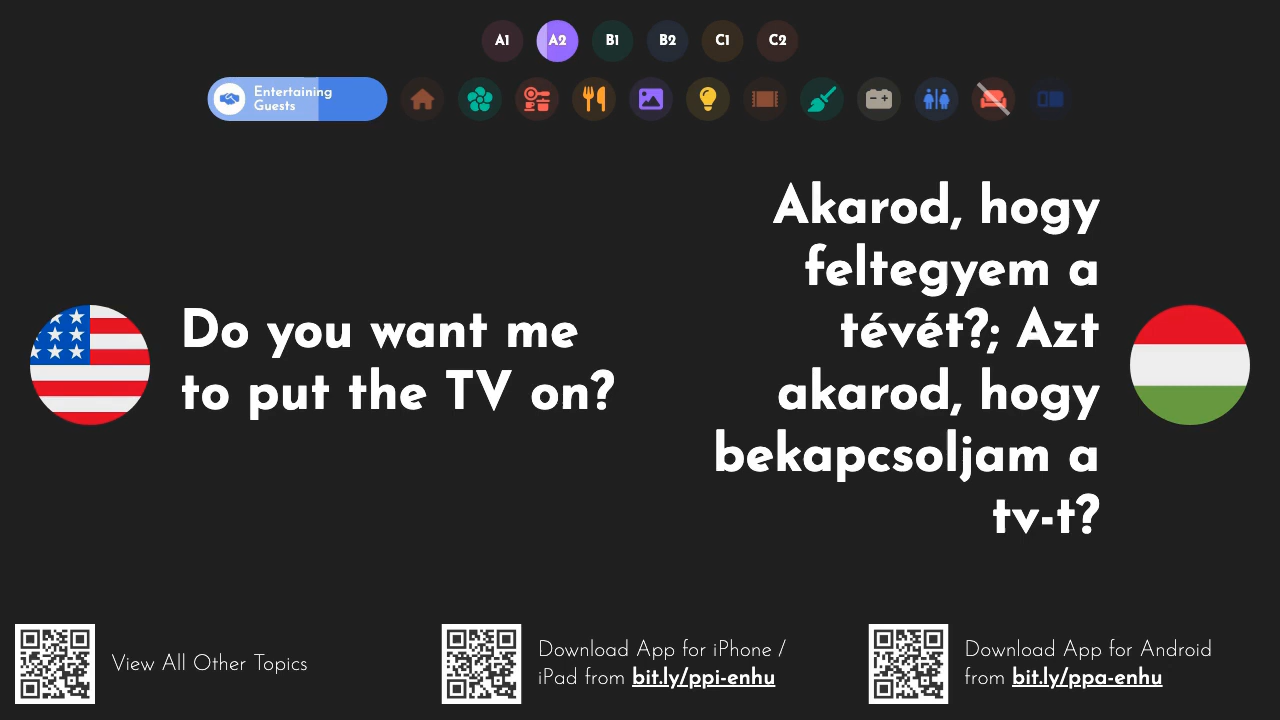 A1 A2 B1 B2 C1 C2
Entertaining
Guests
Do you want me
to put the TV on?
Akarod, hogy
feltegyem a
tévét?; Azt
akarod, hogy
bekapcsoljam a
tv-t?
View All Other Topics
Download App for iPhone /
iPad from bit.ly/ppi-enhu
Download App for Android
from bit.ly/ppa-enhu